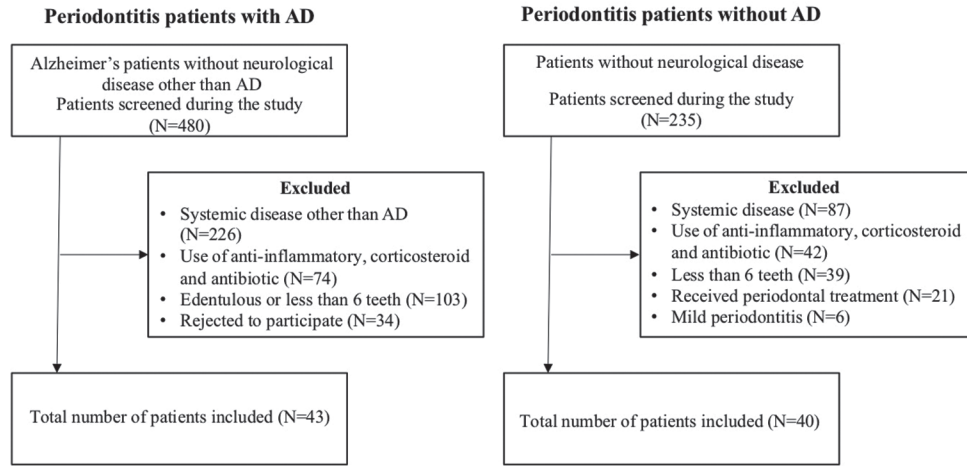 Periodontitis patients with AD
Alzheimer's patients without neurological
disease other than AD
Patients screened during the study
(N=480)
Excluded
• Systemic disease other than AD
(N=226)
• Use of anti-inflammatory, corticosteroid
and antibiotic (N=74)
• Edentulous or less than 6 teeth (N=103)
• Rejected to participate (N=34)
Total number of patients included (N=43)
Periodontitis patients without AD
Patients without neurological disease
Patients screened during the study
(N=235)
Excluded
• Systemic disease (N=87)
• Use of anti-inflammatory, corticosteroid
and antibiotic (N=42)
• Less than 6 teeth (N=39)
• Received periodontal treatment (N=21)
• Mild periodontitis (N=6)
Total number of patients included (N=40)